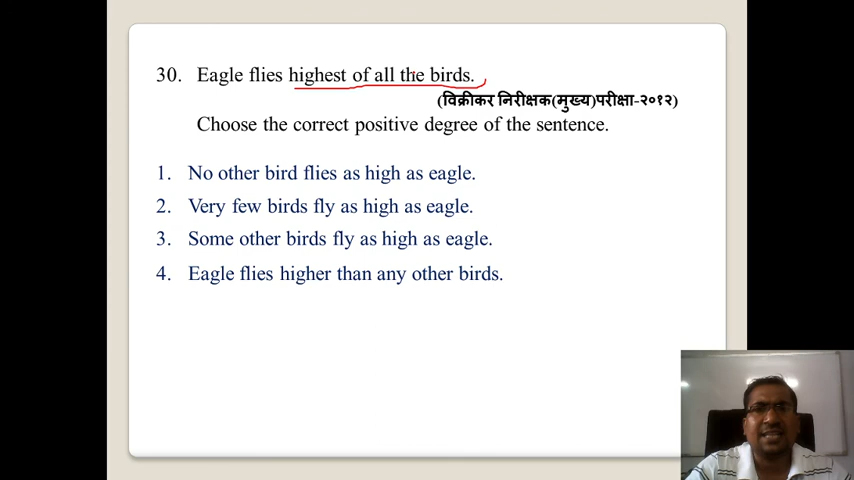 30. Eagle flies highest of all the birds.
(विक्रीकर निरीक्षक(मुख्य)परीक्षा-२०१२)
Choose the correct positive degree of the sentence.
1. No other bird flies as high as eagle.
2. Very few birds fly as high as eagle.
3. Some other birds fly as high as eagle.
4. Eagle flies higher than any other birds.